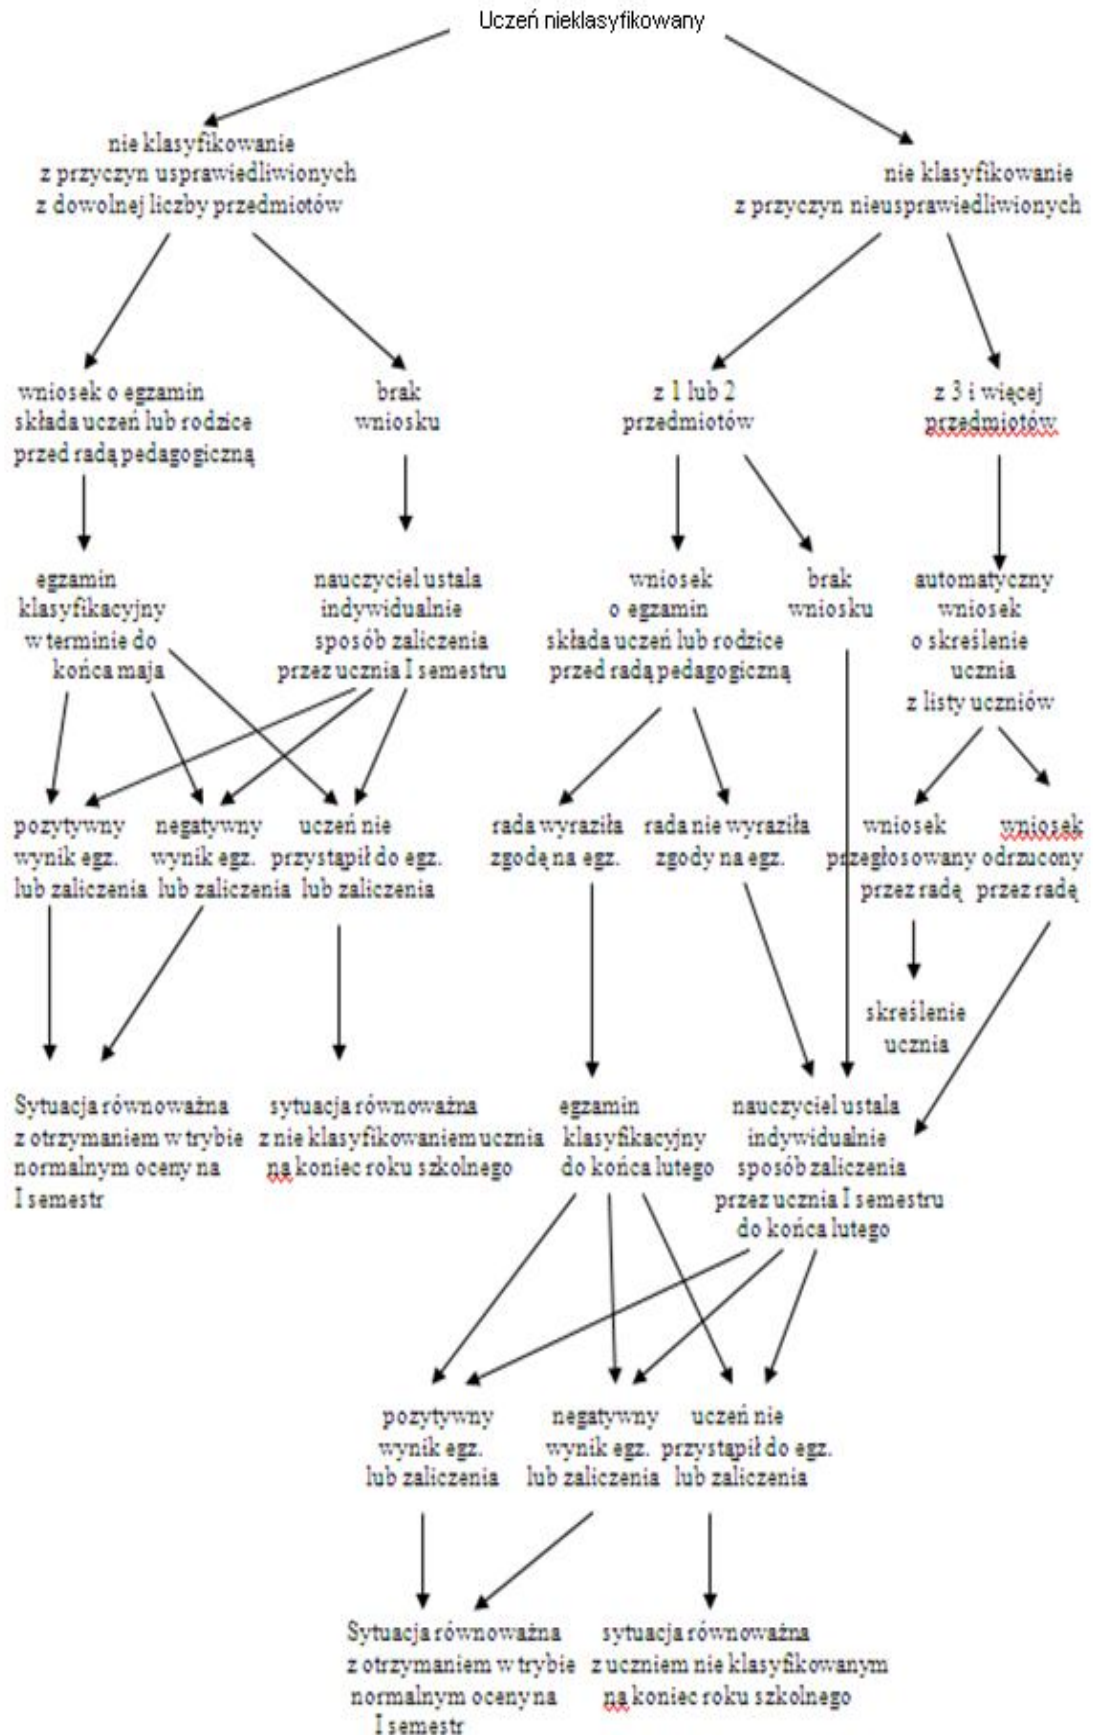 Uczeń nieklasyfikowany
nie klasyfikowanie
z przyczyn usprawiedliwionych
z dowolnej liczby przedmiotów
nie klasyfikowanie
z przyczyn nieusprawiedliwionych
wniosek o egzamin
składa uczeń lub rodzice
przed radą pedagogiczną
brak
wniosku
z 1 lub 2
przedmiotów
z 3 i więcej
przedmiotów
egzamin
klasyfikacyjny
w terminie do
końca maja
nauczyciel ustala
indywidualnie
sposób zaliczenia
przez ucznia I semestru
wniosek
o egzamin
składa uczeń lub rodzice
przed radą pedagogiczną
brak
wniosku
automatyczny
wniosek
o skreślenie
ucznia
z listy uczniów
pozytywny
wynik egz.
lub zaliczenia
negatywny
wynik egz.
lub zaliczenia
uczeń nie
przystąpił do egz.
lub zaliczenia
rada wyraziła
zgodę na egz.
rada nie wyraziła
zgody na egz.
wniosek
przegłosowany
przez radę
wniosek
odrzucony
przez radę
skreślenie
ucznia
Sytuacja równoważna
z otrzymaniem w trybie
normalnym oceny na
I semestr
sytuacja równoważna
z nie klasyfikowaniem ucznia
na koniec roku szkolnego
egzamin
klasyfikacyjny
do końca lutego
nauczyciel ustala
indywidualnie
sposób zaliczenia
przez ucznia I semestru
do końca lutego
pozytywny
wynik egz.
lub zaliczenia
negatywny
wynik egz.
lub zaliczenia
uczeń nie
przystąpił do egz.
lub zaliczenia
Sytuacja równoważna
z otrzymaniem w trybie
normalnym oceny na
I semestr
sytuacja równoważna
z uczniem nie klasyfikowanym
na koniec roku szkolnego